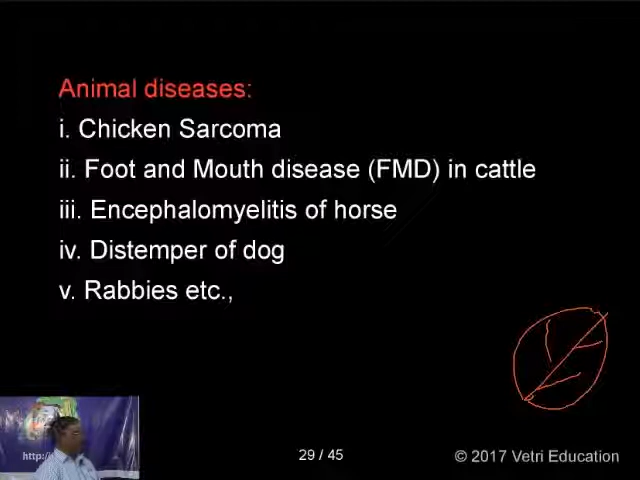 Animal diseases:
i. Chicken Sarcoma
ii. Foot and Mouth disease (FMD) in cattle
iii. Encephalomyelitis of horse
iv. Distemper of dog
v. Rabbies etc.,
http://
29 / 45
© 2017 Vetri Education